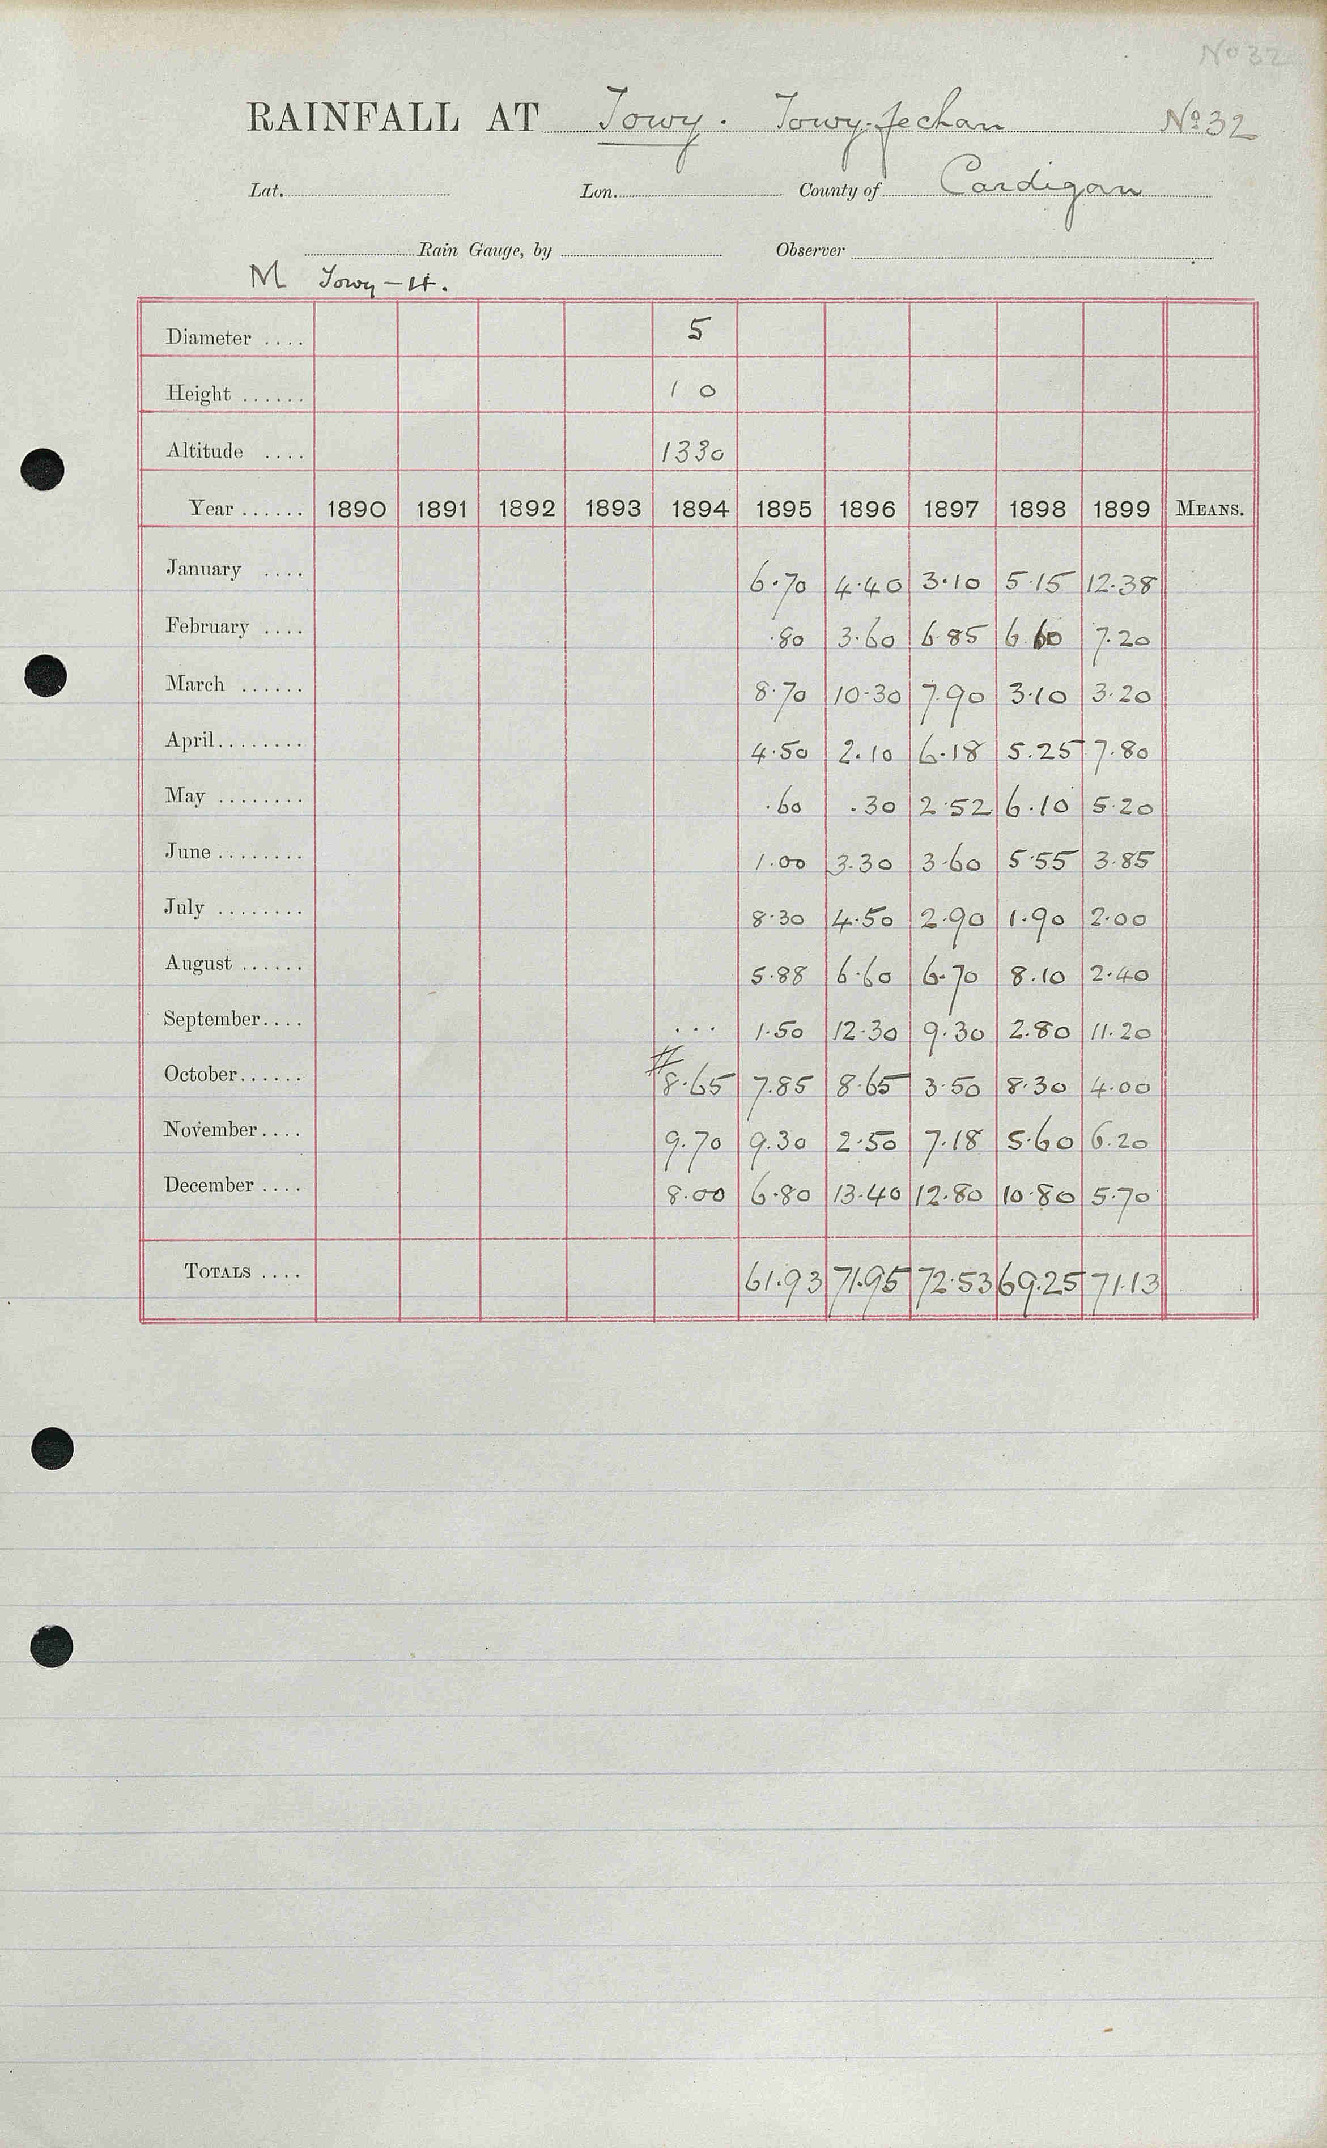 No 32
RAINFALL AT Towy. Towy-fechan No 32
Lat. Lon. County of Cardigan
Rain Gauge, by Observer
M Towy - 4.
Diameter .... 5
Height ...... 1 0
Altitude .... 1330
Year ...... 1890 1891 1892 1893 1894 1895 1896 1897 1898 1899 MEANS.
January .... 6.70 4.40 3.10 5.15 12.38
February .... .80 3.60 6.85 6.60 7.20
March ...... 8.70 10.30 7.90 3.10 3.20
April ........ 4.50 2.10 6.18 5.25 7.80
May ........ .60 .30 2.52 6.10 5.20
June ........ 1.00 3.30 3.60 5.55 3.85
July ........ 8.30 4.50 2.90 1.90 2.00
August ...... 5.88 6.60 6.70 8.10 2.40
September.... ... 1.50 12.30 9.30 2.80 11.20
October...... # 8.65 7.85 8.65 3.50 8.30 4.00
November.... 9.70 9.30 2.50 7.18 5.60 6.20
December .... 8.00 6.80 13.40 12.80 10.80 5.70
TOTALS .... 61.93 71.95 72.53 69.25 71.13